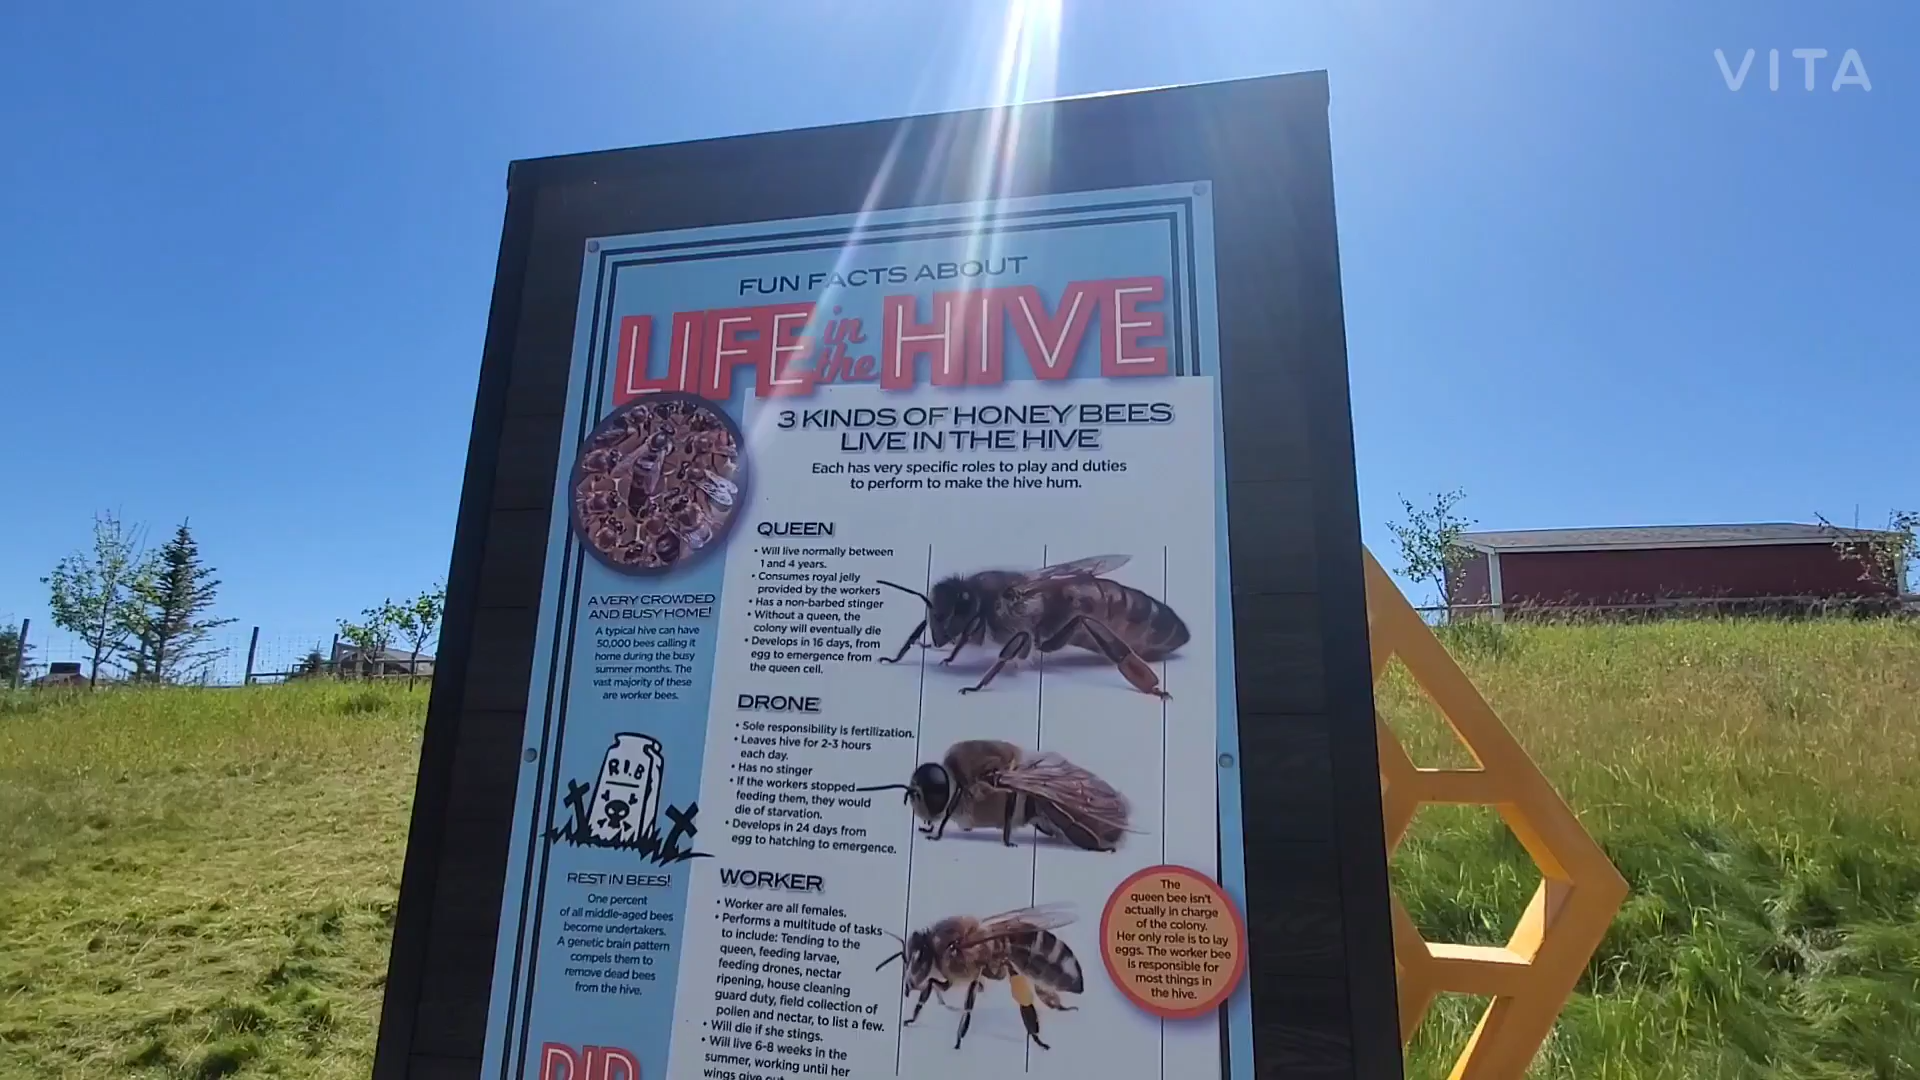 VITA
FUN FACTS ABOUT
LIFE in the HIVE
3 KINDS OF HONEY BEES
LIVE IN THE HIVE
Each has very specific roles to play and duties
to perform to make the hive hum.
A VERY CROWDED
AND BUSY HOME!
A typical hive can have
50,000 bees calling it
home during the busy
summer months. The
vast majority of these
are worker bees.
R.I.B
REST IN BEES!
One percent
of all middle-aged bees
become undertakers.
A genetic brain pattern
compels them to
remove dead bees
from the hive.
QUEEN
• Will live normally between
1 and 4 years.
• Consumes royal jelly
provided by the workers
• Has a non-barbed stinger
• Without a queen, the
colony will eventually die
• Develops in 16 days, from
egg to emergence from
the queen cell.
DRONE
• Sole responsibility is fertilization.
• Leaves hive for 2-3 hours
each day.
• Has no stinger
• If the workers stopped
feeding them, they would
die of starvation.
• Develops in 24 days from
egg to hatching to emergence.
WORKER
• Worker are all females.
• Performs a multitude of tasks
to include: Tending to the
queen, feeding larvae,
feeding drones, nectar
ripening, house cleaning
guard duty, field collection of
pollen and nectar, to list a few.
• Will die if she stings.
• Will live 6-8 weeks in the
summer, working until her
wings give
The
queen bee isn't
actually in charge
of the colony.
Her only role is to lay
eggs. The worker bee
is responsible for
most things in
the hive.